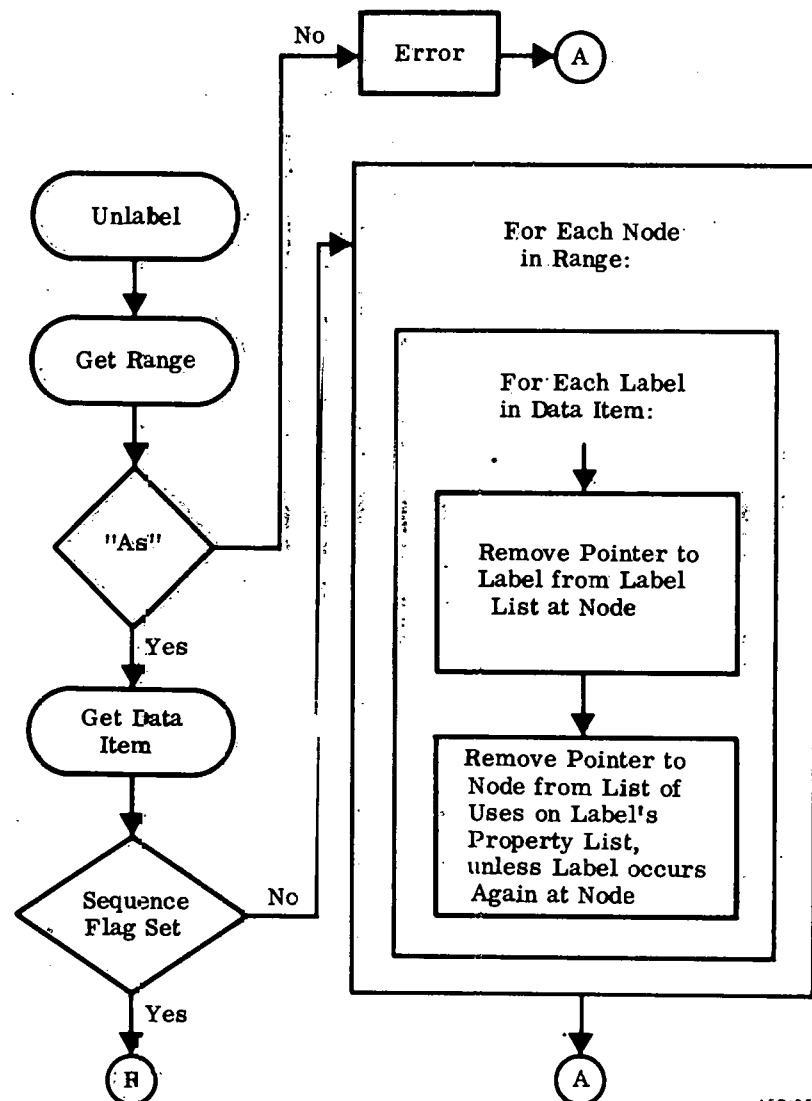 No
Error
A
Unlabel
Get Range
"As"
Yes
Get Data
Item
Sequence
Flag Set
No
Yes
For Each Node
in Range:
For Each Label
in Data Item:
Remove Pointer to
Label from Label
List at Node
Remove Pointer to
Node from List of
Uses on Label's
Property List,
unless Label occurs
Again at Node
A